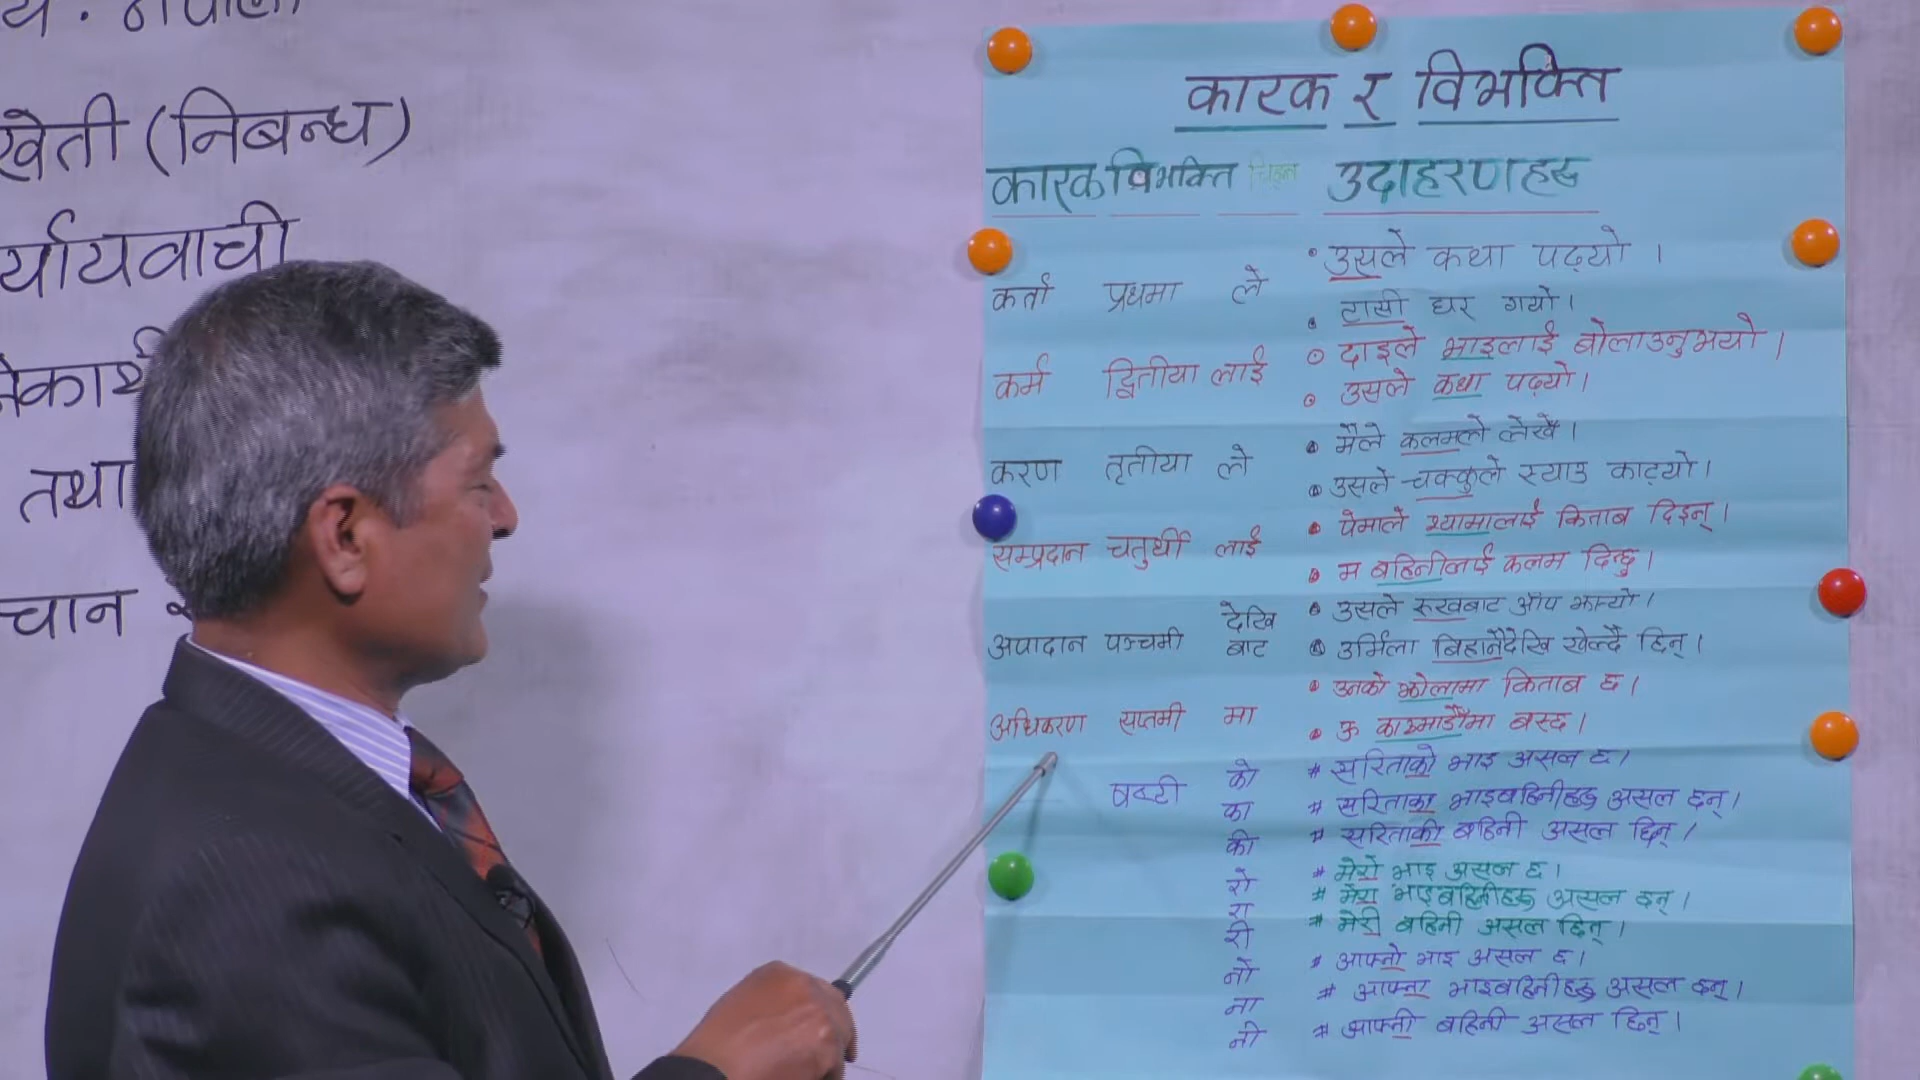 खेती (निबन्ध)
र्यायवाची
नेकार्थ
तथा
चान
कारक र विभक्ति
कारक विभक्ति चिह्न उदाहरणहरू
कर्ता प्रथमा ले
• उसले कथा पढ्यो ।
• टासी घर गयो ।
कर्म द्वितीया लाई
• दाइले भाइलाई बोलाउनुभयो ।
• उसले कथा पढ्यो ।
करण तृतीया ले
• मैले कलमले लेखेँ ।
• उसले चक्कुले स्याउ काट्यो ।
सम्प्रदान चतुर्थी लाई
• पेमाले श्यामालाई किताब दिइन् ।
• म बहिनीलाई कलम दिन्छु ।
अपादान पञ्चमी देखि बाट
• उसले रुखबाट आँप झाऱ्यो ।
• उर्मिला बिहानैदेखि खेल्दै छिन् ।
अधिकरण सप्तमी मा
• उनको झोलामा किताब छ ।
• ऊ काठमाडौँमा बस्छ ।
षष्टी
को # सरिताको भाइ असल छ ।
का # सरिताका भाइबहिनीहरू असल छन् ।
की # सरिताकी बहिनी असल छिन् ।
रो # मेरो भाइ असल छ ।
रा # मेरा भाइबहिनीहरू असल छन् ।
री # मेरी बहिनी असल छिन् ।
नो # आफ्नो भाइ असल छ ।
ना # आफ्ना भाइबहिनीहरू असल छन् ।
नी # आफ्नी बहिनी असल छिन् ।